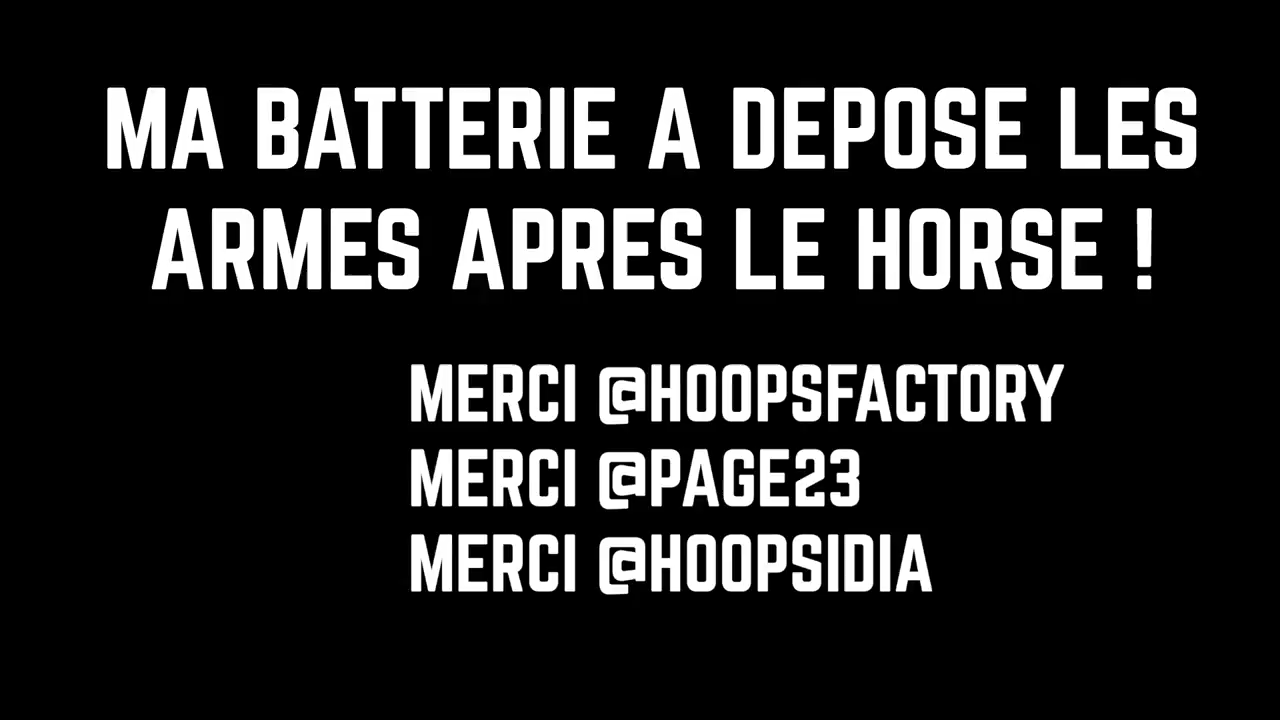 MA BATTERIE A DEPOSE LES
ARMES APRES LE HORSE !
MERCI @HOOPSFACTORY
MERCI @PAGE23
MERCI @HOOPSIDIA